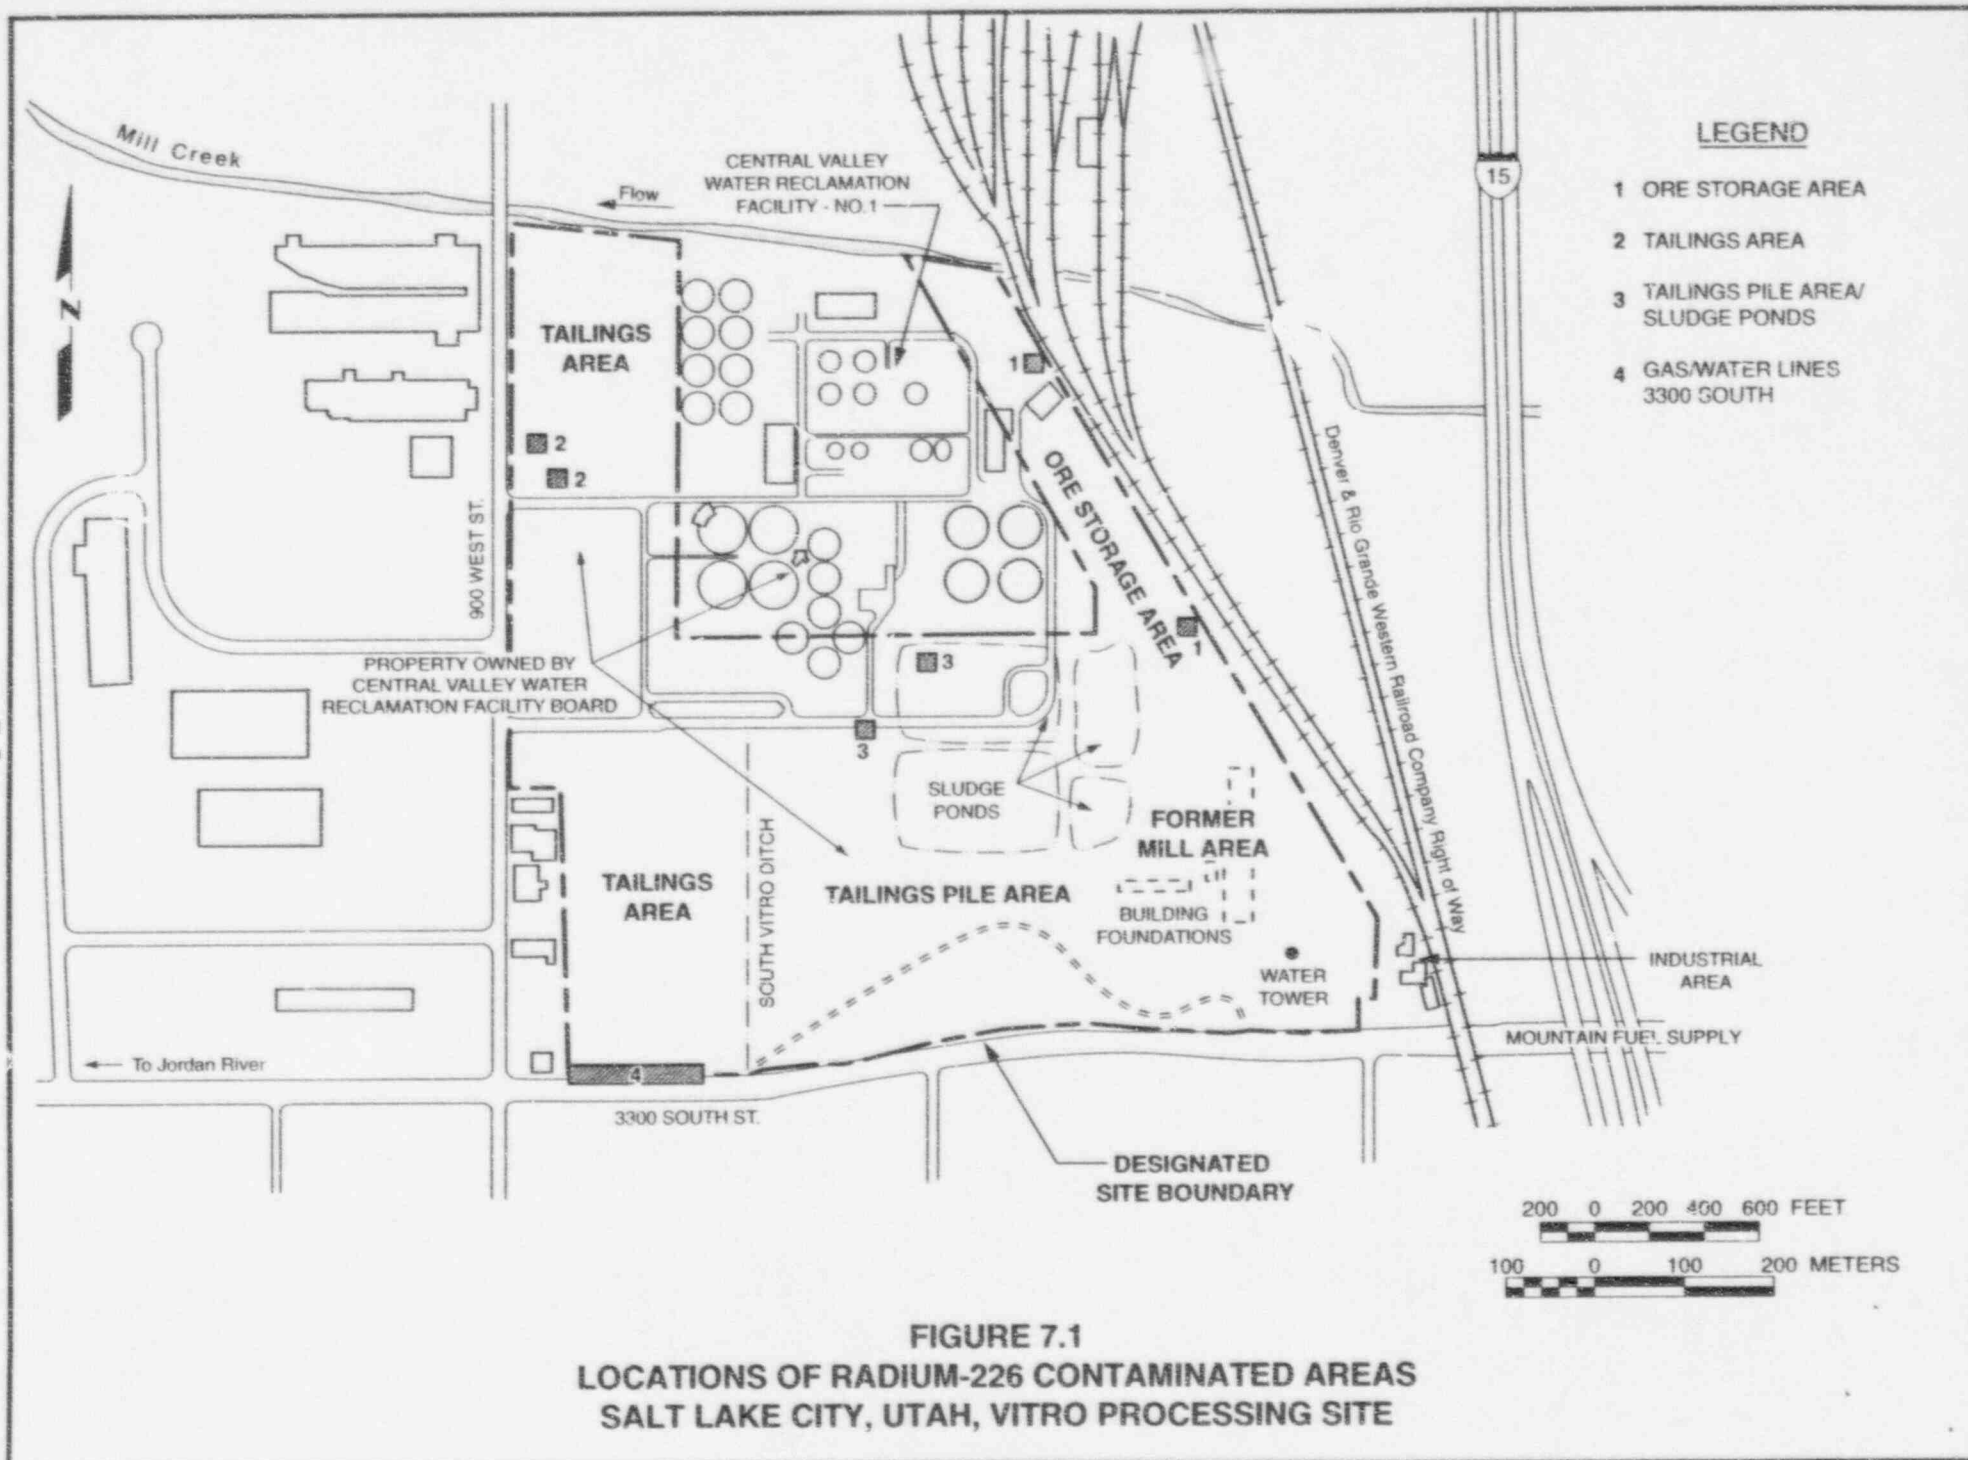 Mill Creek
Flow
CENTRAL VALLEY
WATER RECLAMATION
FACILITY - NO.1
15
LEGEND
1 ORE STORAGE AREA
2 TAILINGS AREA
3 TAILINGS PILE AREA/
SLUDGE PONDS
4 GAS/WATER LINES
3300 SOUTH
N
TAILINGS
AREA
1
2
2
ORE STORAGE AREA
Denver & Rio Grande Western Railroad Company Right of Way
900 WEST ST.
PROPERTY OWNED BY
CENTRAL VALLEY WATER
RECLAMATION FACILITY BOARD
1
3
3
SLUDGE
PONDS
FORMER
MILL AREA
TAILINGS
AREA
SOUTH VITRO DITCH
TAILINGS PILE AREA
BUILDING
FOUNDATIONS
WATER
TOWER
INDUSTRIAL
AREA
MOUNTAIN FUEL SUPPLY
To Jordan River
4
3300 SOUTH ST.
DESIGNATED
SITE BOUNDARY
200 0 200 400 600 FEET
100 0 100 200 METERS
FIGURE 7.1
LOCATIONS OF RADIUM-226 CONTAMINATED AREAS
SALT LAKE CITY, UTAH, VITRO PROCESSING SITE